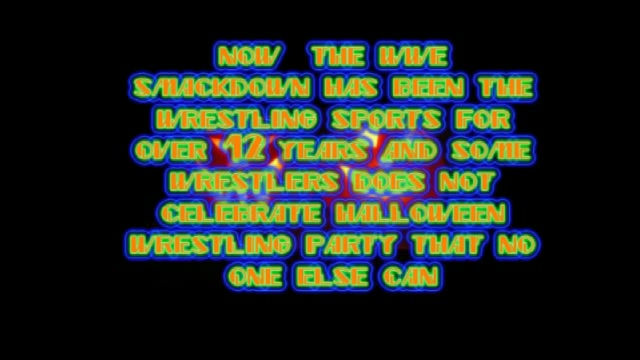 NOW THE WWE
SMACKDOWN HAS BEEN THE
WRESTLING SPORTS FOR
OVER 12 YEARS AND SOME
WRESTLERS DOES NOT
CELEBRATE HALLOWEEN
WRESTLING PARTY THAT NO
ONE ELSE CAN